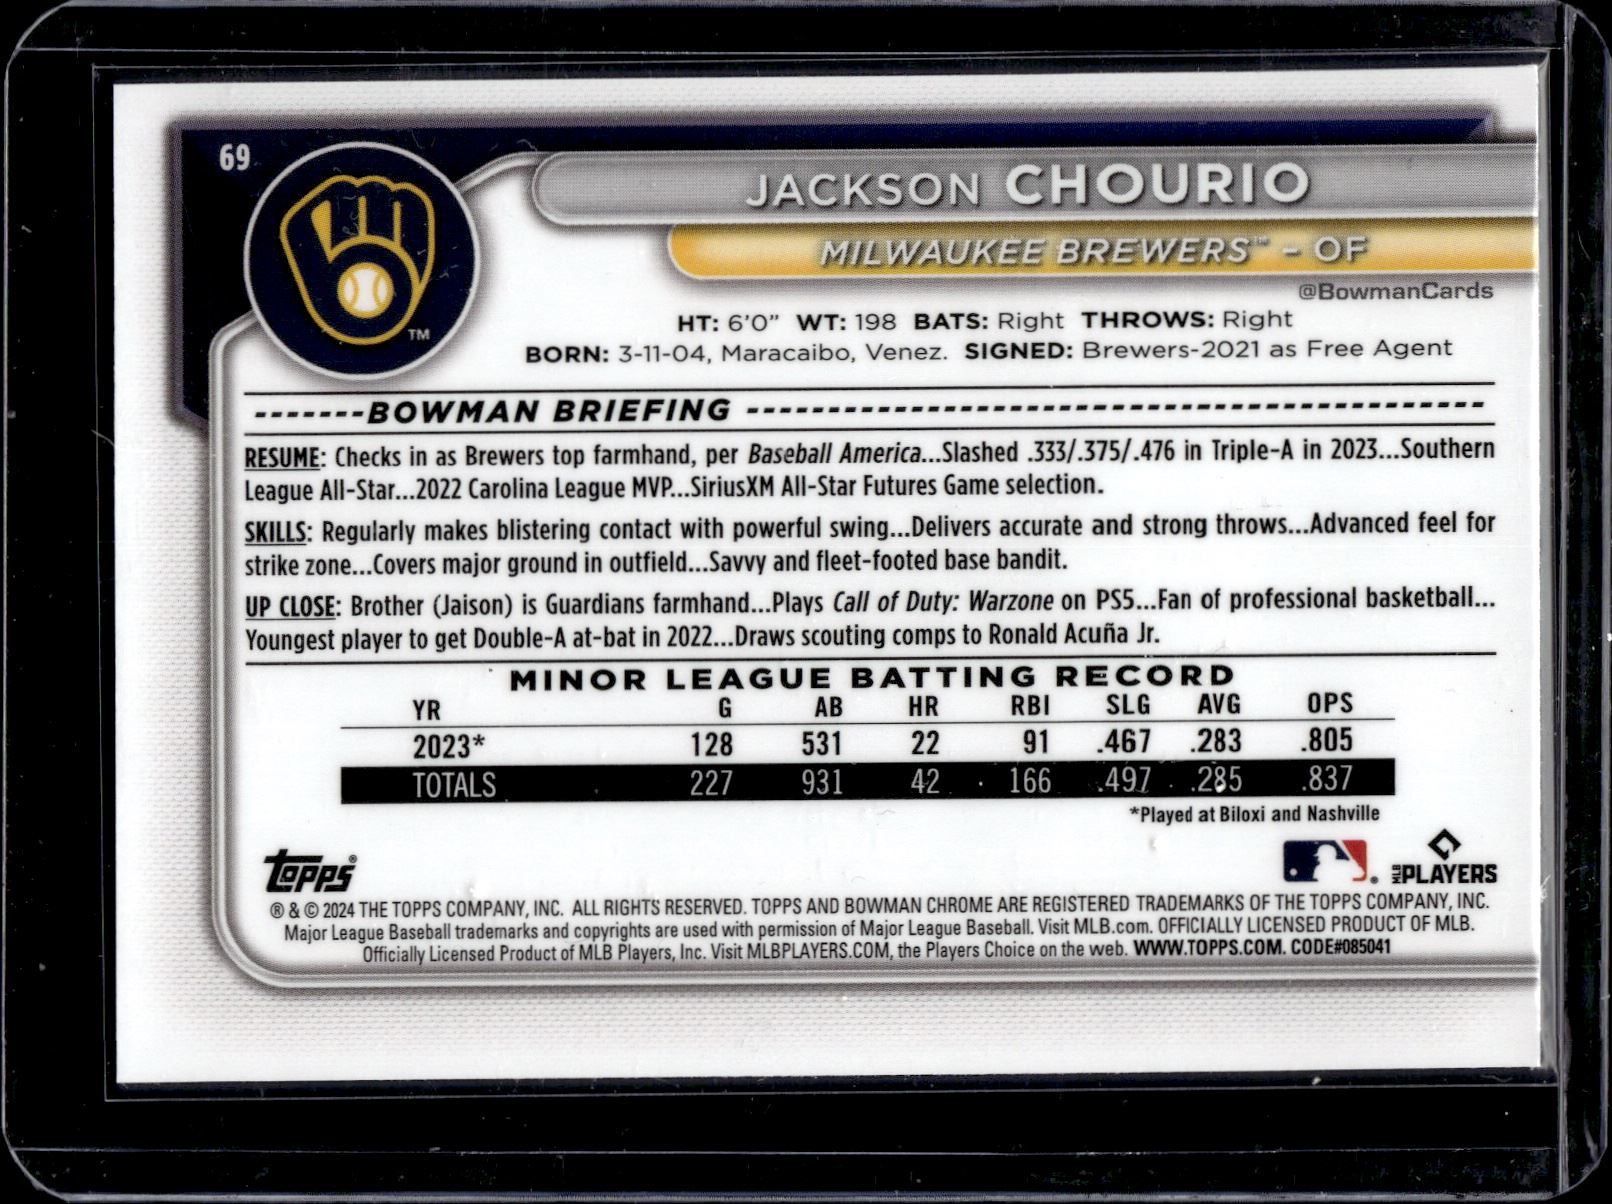 69
JACKSON CHOURIO
MILWAUKEE BREWERS™ - OF
@BowmanCards
TM
HT: 6'0" WT: 198 BATS: Right THROWS: Right
BORN: 3-11-04, Maracaibo, Venez. SIGNED: Brewers-2021 as Free Agent
-------BOWMAN BRIEFING ----------------------------------------------
RESUME: Checks in as Brewers top farmhand, per Baseball America...Slashed .333/.375/.476 in Triple-A in 2023...Southern
League All-Star...2022 Carolina League MVP...SiriusXM All-Star Futures Game selection.
SKILLS: Regularly makes blistering contact with powerful swing...Delivers accurate and strong throws...Advanced feel for
strike zone...Covers major ground in outfield...Savvy and fleet-footed base bandit.
UP CLOSE: Brother (Jaison) is Guardians farmhand...Plays Call of Duty: Warzone on PS5...Fan of professional basketball...
Youngest player to get Double-A at-bat in 2022...Draws scouting comps to Ronald Acuña Jr.
MINOR LEAGUE BATTING RECORD
YR G AB HR RBI SLG AVG OPS
2023* 128 531 22 91 .467 .283 .805
TOTALS 227 931 42 166 .497 .285 .837
*Played at Biloxi and Nashville
Topps®
®
MLB PLAYERS
® & © 2024 THE TOPPS COMPANY, INC. ALL RIGHTS RESERVED. TOPPS AND BOWMAN CHROME ARE REGISTERED TRADEMARKS OF THE TOPPS COMPANY, INC.
Major League Baseball trademarks and copyrights are used with permission of Major League Baseball. Visit MLB.com. OFFICIALLY LICENSED PRODUCT OF MLB.
Officially Licensed Product of MLB Players, Inc. Visit MLBPLAYERS.COM, the Players Choice on the web. WWW.TOPPS.COM. CODE#085041